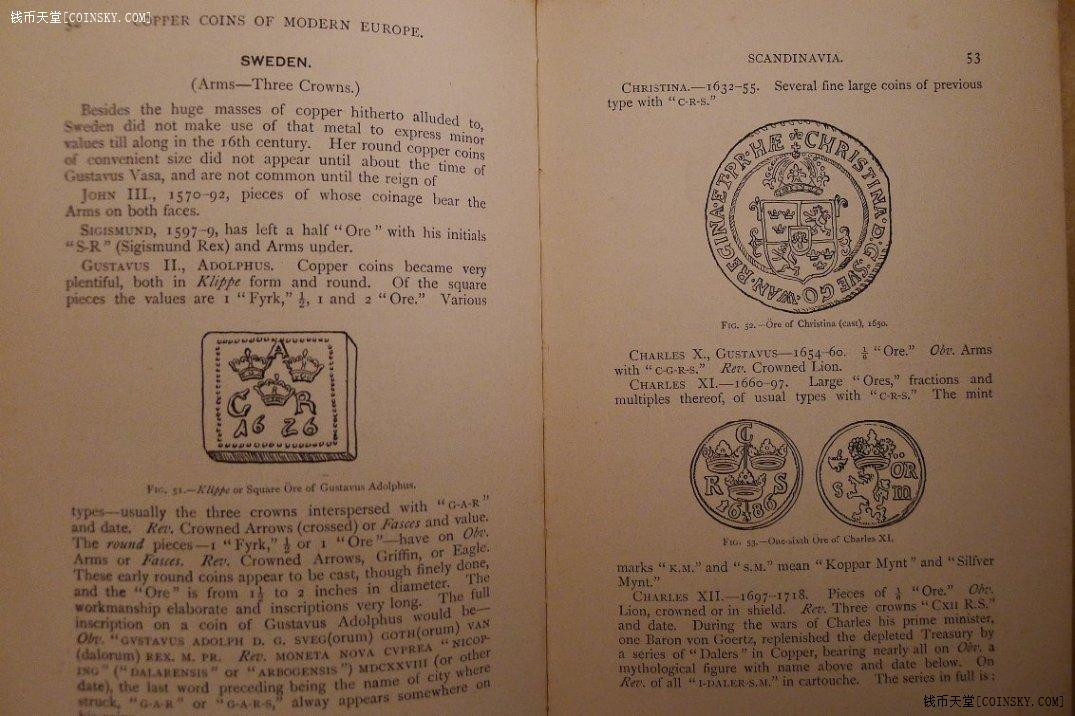 钱币天堂[COINSKY.COM]
COPPER COINS OF MODERN EUROPE.
SWEDEN.
(Arms—Three Crowns.)
Besides the huge masses of copper hitherto alluded to,
Sweden did not make use of that metal to express minor
values till along in the 16th century. Her round copper coins
of convenient size did not appear until about the time of
Gustavus Vasa, and are not common until the reign of
JOHN III., 1570-92, pieces of whose coinage bear the
Arms on both faces.
SIGISMUND, 1597-9, has left a half "Ore" with his initials
"S-R" (Sigismund Rex) and Arms under.
GUSTAVUS II., ADOLPHUS. Copper coins became very
plentiful, both in Klippe form and round. Of the square
pieces the values are 1 "Fyrk," ½, 1 and 2 "Ore." Various
A
G R
1626
FIG. 51.—Klippe or Square Öre of Gustavus Adolphus.
types—usually the three crowns interspersed with "G-A-R"
and date. Rev. Crowned Arrows (crossed) or Fasces and value.
The round pieces—1 "Fyrk," ½ or 1 "Ore"—have on Obv.
Arms or Fasces. Rev. Crowned Arrows, Griffin, or Eagle.
These early round coins appear to be cast, though finely done,
and the "Ore" is from 1½ to 2 inches in diameter. The
workmanship elaborate and inscriptions very long. The full
inscription on a coin of Gustavus Adolphus would be—
Obv. "GVSTAVUS ADOLPH D. G. SVEG(orum) GOTH(orum) VAN
(dalorum) REX. M. PR. Rev. MONETA NOVA CVPREA "NICOP-
ING" ("DALARENSIS" or "ARBOGENSIS") MDCXXVIII (or other
date), the last word preceding being the name of city where
struck, "G-A-R" or "G-A-R-S," alway appears somewhere on
SCANDINAVIA. 53
CHRISTINA.—1632-55. Several fine large coins of previous
type with "C-R-S."
CHRISTINA·D·G·SVE·GO·WAN·REGINA·ET·PR·HÆ
FIG. 52.—Öre of Christina (cast), 1650.
CHARLES X., GUSTAVUS—1654-60. ⅙ "Ore." Obv. Arms
with "C-G-R-S." Rev. Crowned Lion.
CHARLES XI.—1660-97. Large "Ores," fractions and
multiples thereof, of usual types with "C-R-S." The mint
C
R S
1686
ÖR
S M
FIG. 53.—One-sixth Ore of Charles XI.
marks "K.M." and "S.M." mean "Koppar Mynt" and "Silfver
Mynt."
CHARLES XII.—1697-1718. Pieces of ⅙ "Ore." Obv.
Lion, crowned or in shield. Rev. Three crowns "CXII R.S."
and date. During the wars of Charles his prime minister,
one Baron von Goertz, replenished the depleted Treasury by
a series of "Dalers" in Copper, bearing nearly all on Obv. a
mythological figure with name above and date below. On
Rev. of all "I-DALER-S.M." in cartouche. The series in full is:
钱币天堂[COINSKY.COM]